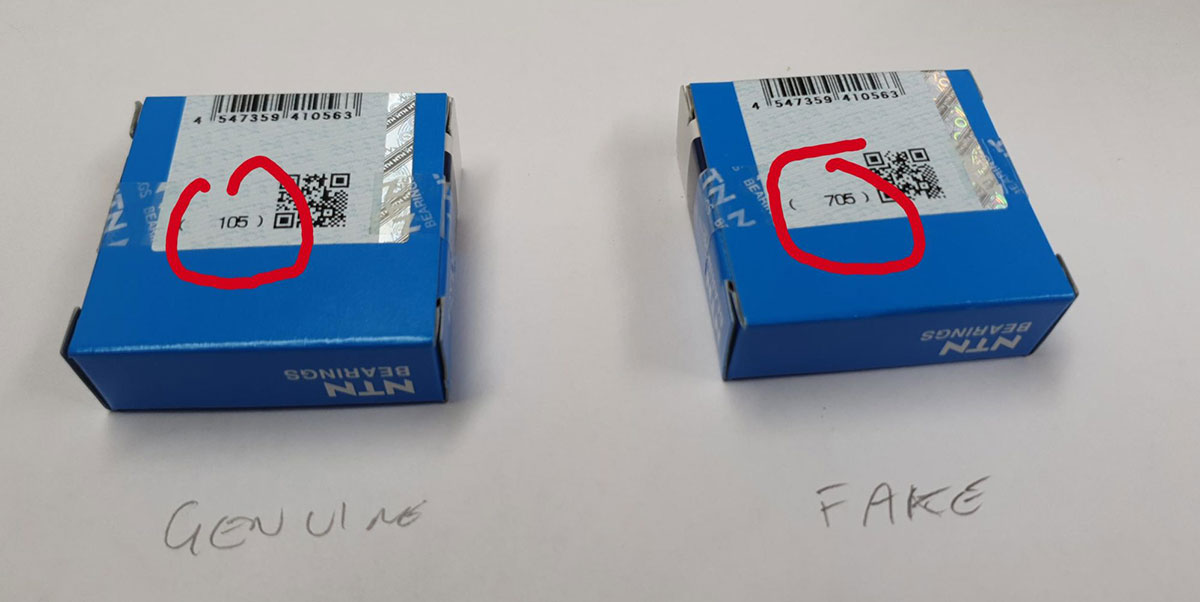 4 547359 410563
( 105 )
NTN
BEARINGS
GENUINE
4 547359 410563
( 705 )
NTN
BEARINGS
FAKE